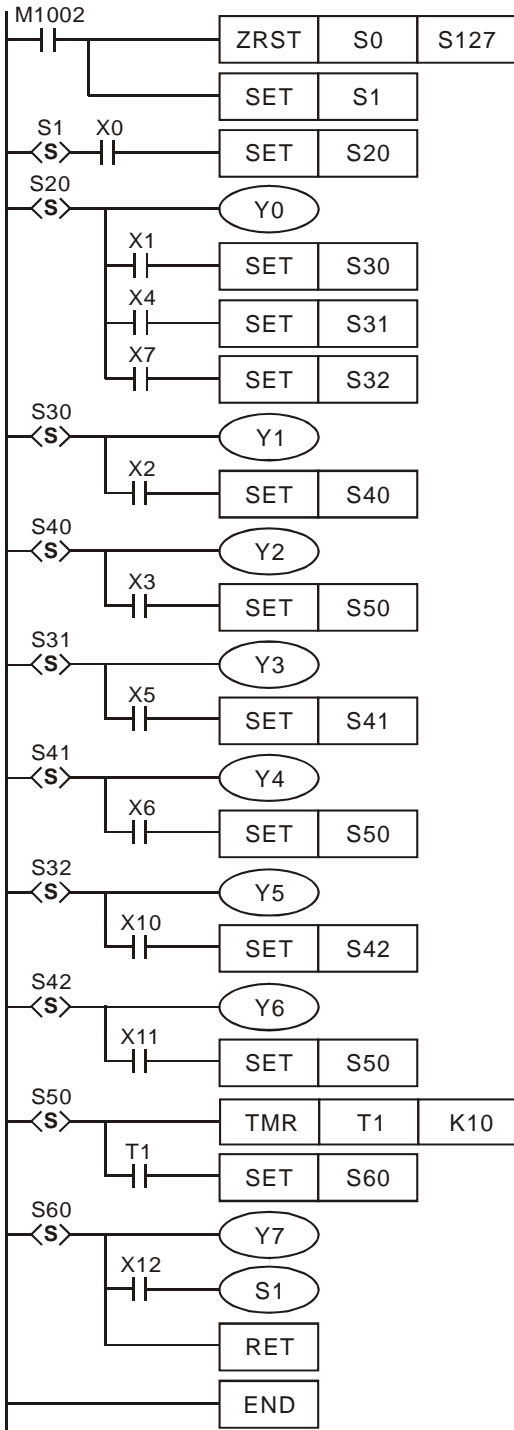 M1002
ZRST S0 S127
SET S1
S1 X0
S SET S20
S20
S Y0
X1
SET S30
X4
SET S31
X7
SET S32
S30
S Y1
X2
SET S40
S40
S Y2
X3
SET S50
S31
S Y3
X5
SET S41
S41
S Y4
X6
SET S50
S32
S Y5
X10
SET S42
S42
S Y6
X11
SET S50
S50
S TMR T1 K10
T1
SET S60
S60
S Y7
X12
S1
RET
END